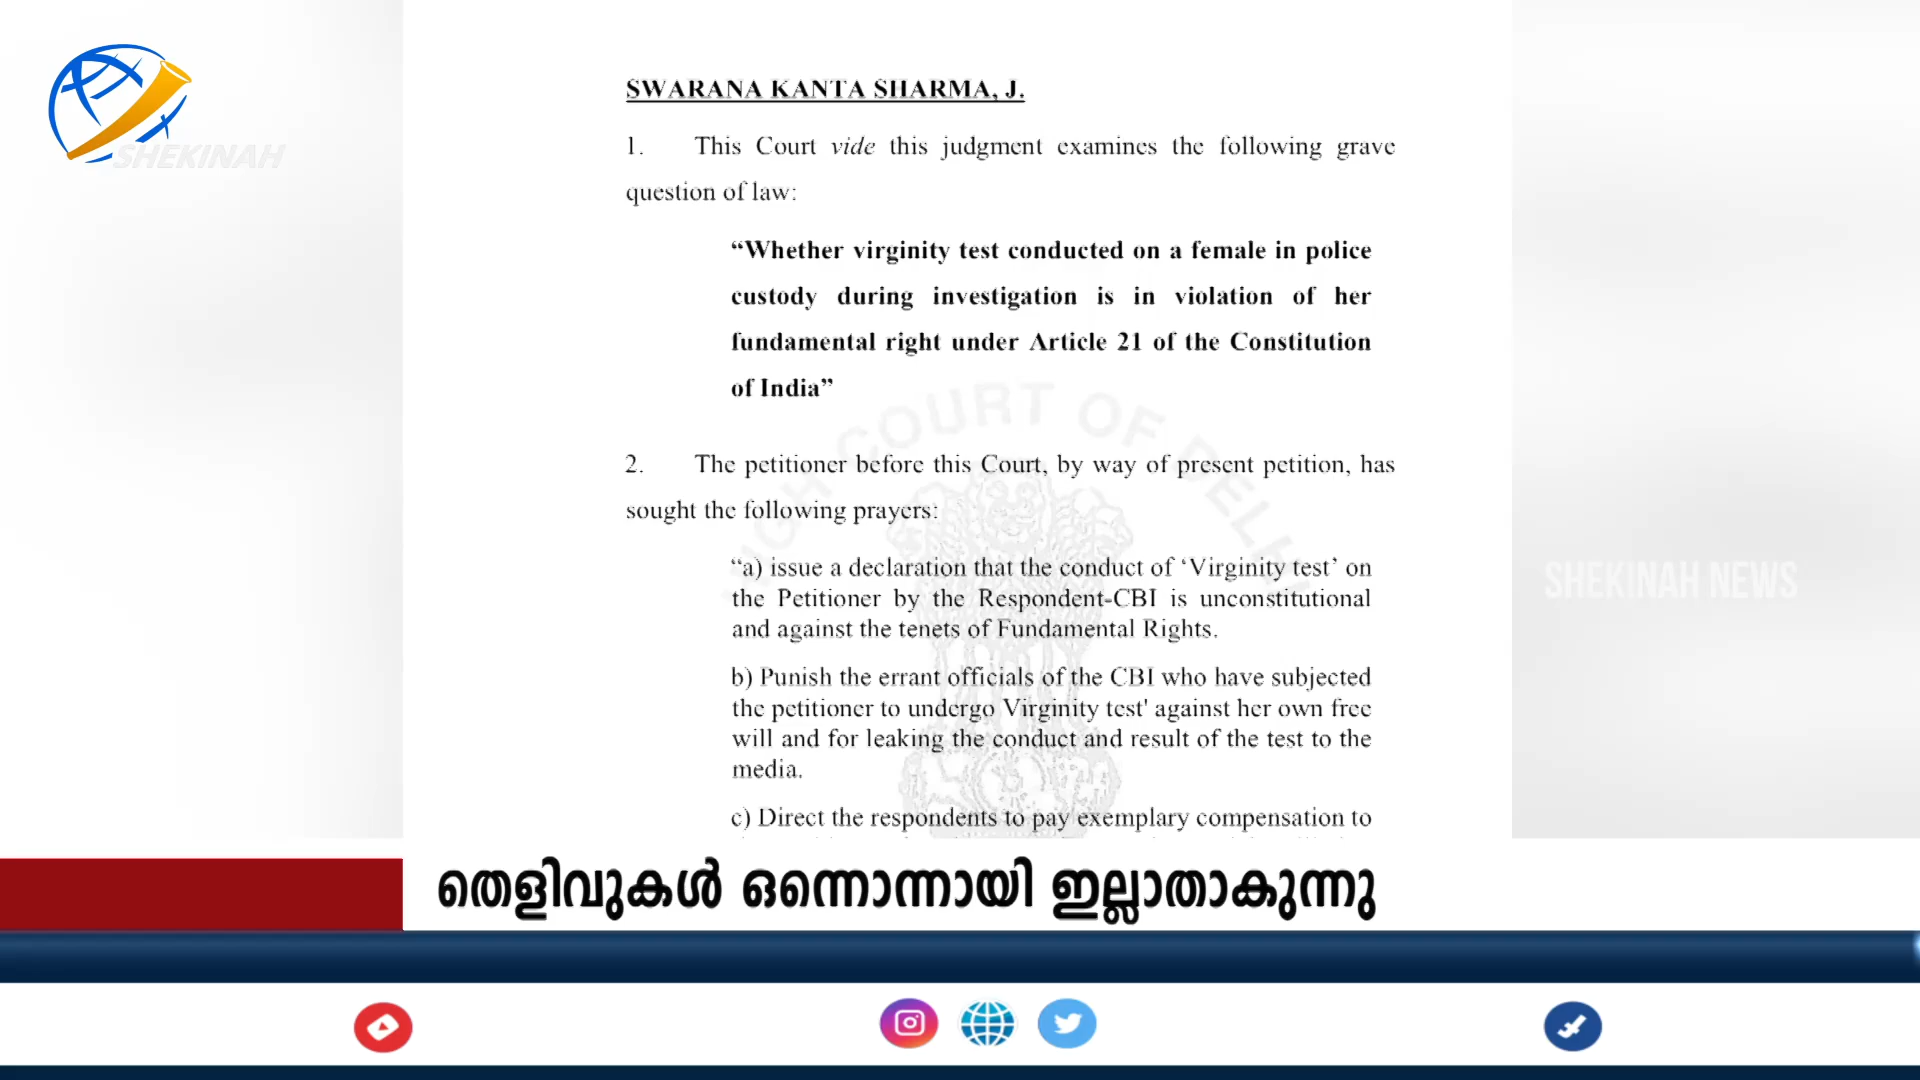 SHEKINAH
SWARANA KANTA SHARMA, J.
1. This Court vide this judgment examines the following grave
question of law:
“Whether virginity test conducted on a female in police
custody during investigation is in violation of her
fundamental right under Article 21 of the Constitution
of India”
HIGH COURT OF DELHI
2. The petitioner before this Court, by way of present petition, has
sought the following prayers:
“a) issue a declaration that the conduct of ‘Virginity test’ on
the Petitioner by the Respondent-CBI is unconstitutional
and against the tenets of Fundamental Rights.
b) Punish the errant officials of the CBI who have subjected
the petitioner to undergo Virginity test' against her own free
will and for leaking the conduct and result of the test to the
media.
c) Direct the respondents to pay exemplary compensation to
SHEKINAH NEWS
തെളിവുകൾ ഒന്നൊന്നായി ഇല്ലാതാകുന്നു